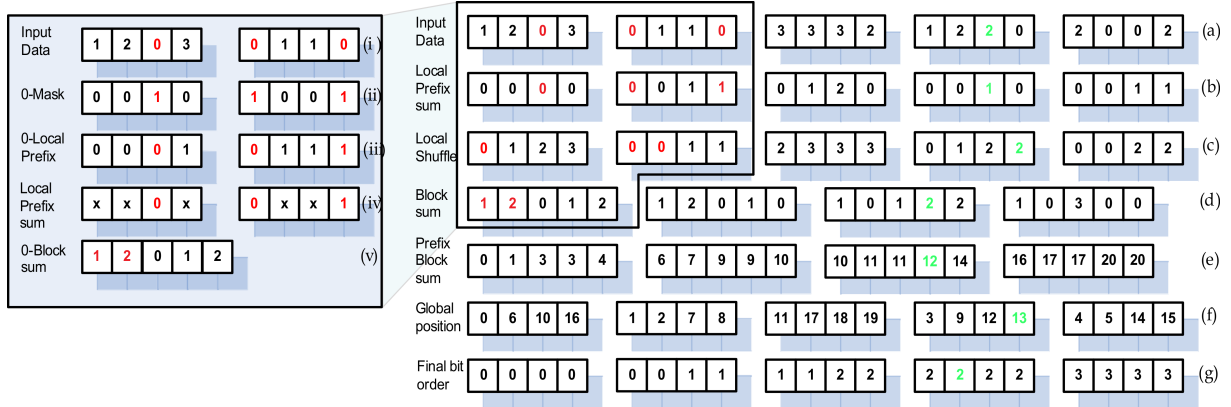 Input Data 1 2 0 3 0 1 1 0 (i )
0-Mask 0 0 1 0 1 0 0 1 (ii)
0-Local Prefix 0 0 0 1 0 1 1 1 (iii)
Local Prefix sum x x 0 x 0 x x 1 (iv)
0-Block sum 1 2 0 1 2 (v)
Input Data 1 2 0 3 0 1 1 0 3 3 3 2 1 2 2 0 2 0 0 2 (a)
Local Prefix sum 0 0 0 0 0 0 1 1 0 1 2 0 0 0 1 0 0 0 1 1 (b)
Local Shuffle 0 1 2 3 0 0 1 1 2 3 3 3 0 1 2 2 0 0 2 2 (c)
Block sum 1 2 0 1 2 1 2 0 1 0 1 0 1 2 2 1 0 3 0 0 (d)
Prefix Block sum 0 1 3 3 4 6 7 9 9 10 10 11 11 12 14 16 17 17 20 20 (e)
Global position 0 6 10 16 1 2 7 8 11 17 18 19 3 9 12 13 4 5 14 15 (f)
Final bit order 0 0 0 0 0 0 1 1 1 1 2 2 2 2 2 2 3 3 3 3 (g)